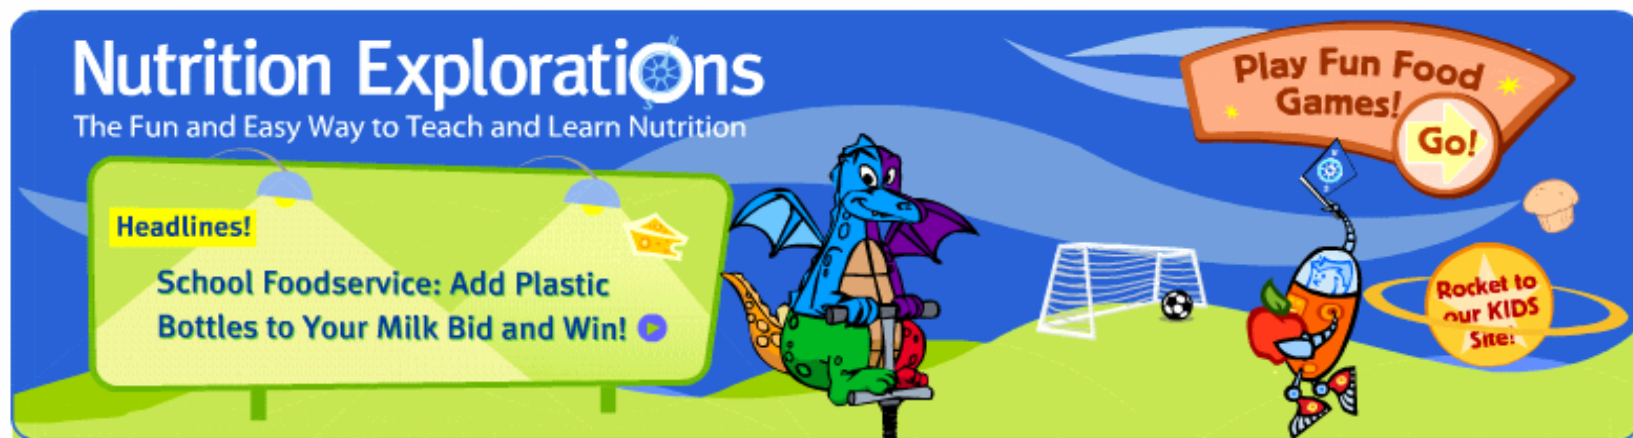 Nutrition Explorations
The Fun and Easy Way to Teach and Learn Nutrition
Headlines!
School Foodservice: Add Plastic
Bottles to Your Milk Bid and Win!
Play Fun Food
Games!
Go!
Rocket to
our KIDS
Site!